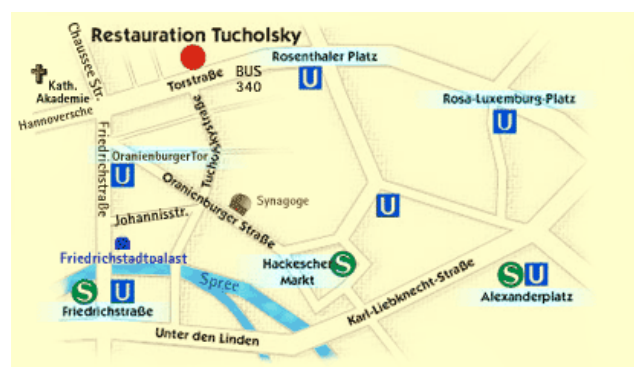 Restauration Tucholsky
Chaussee Str.
Rosenthaler Platz
U
Torstraße
BUS
340
Kath.
Akademie
Hannoversche
Rosa-Luxemburg-Platz
U
Friedrichstraße
Tucholskystraße
OranienburgerTor
U
Oranienburger Straße
Synagoge
U
Johannisstr.
Friedrichstadtpalast
Hackescher
Markt
S
Spree
S U
Friedrichstraße
Karl-Liebknecht-Straße
S U
Alexanderplatz
Unter den Linden